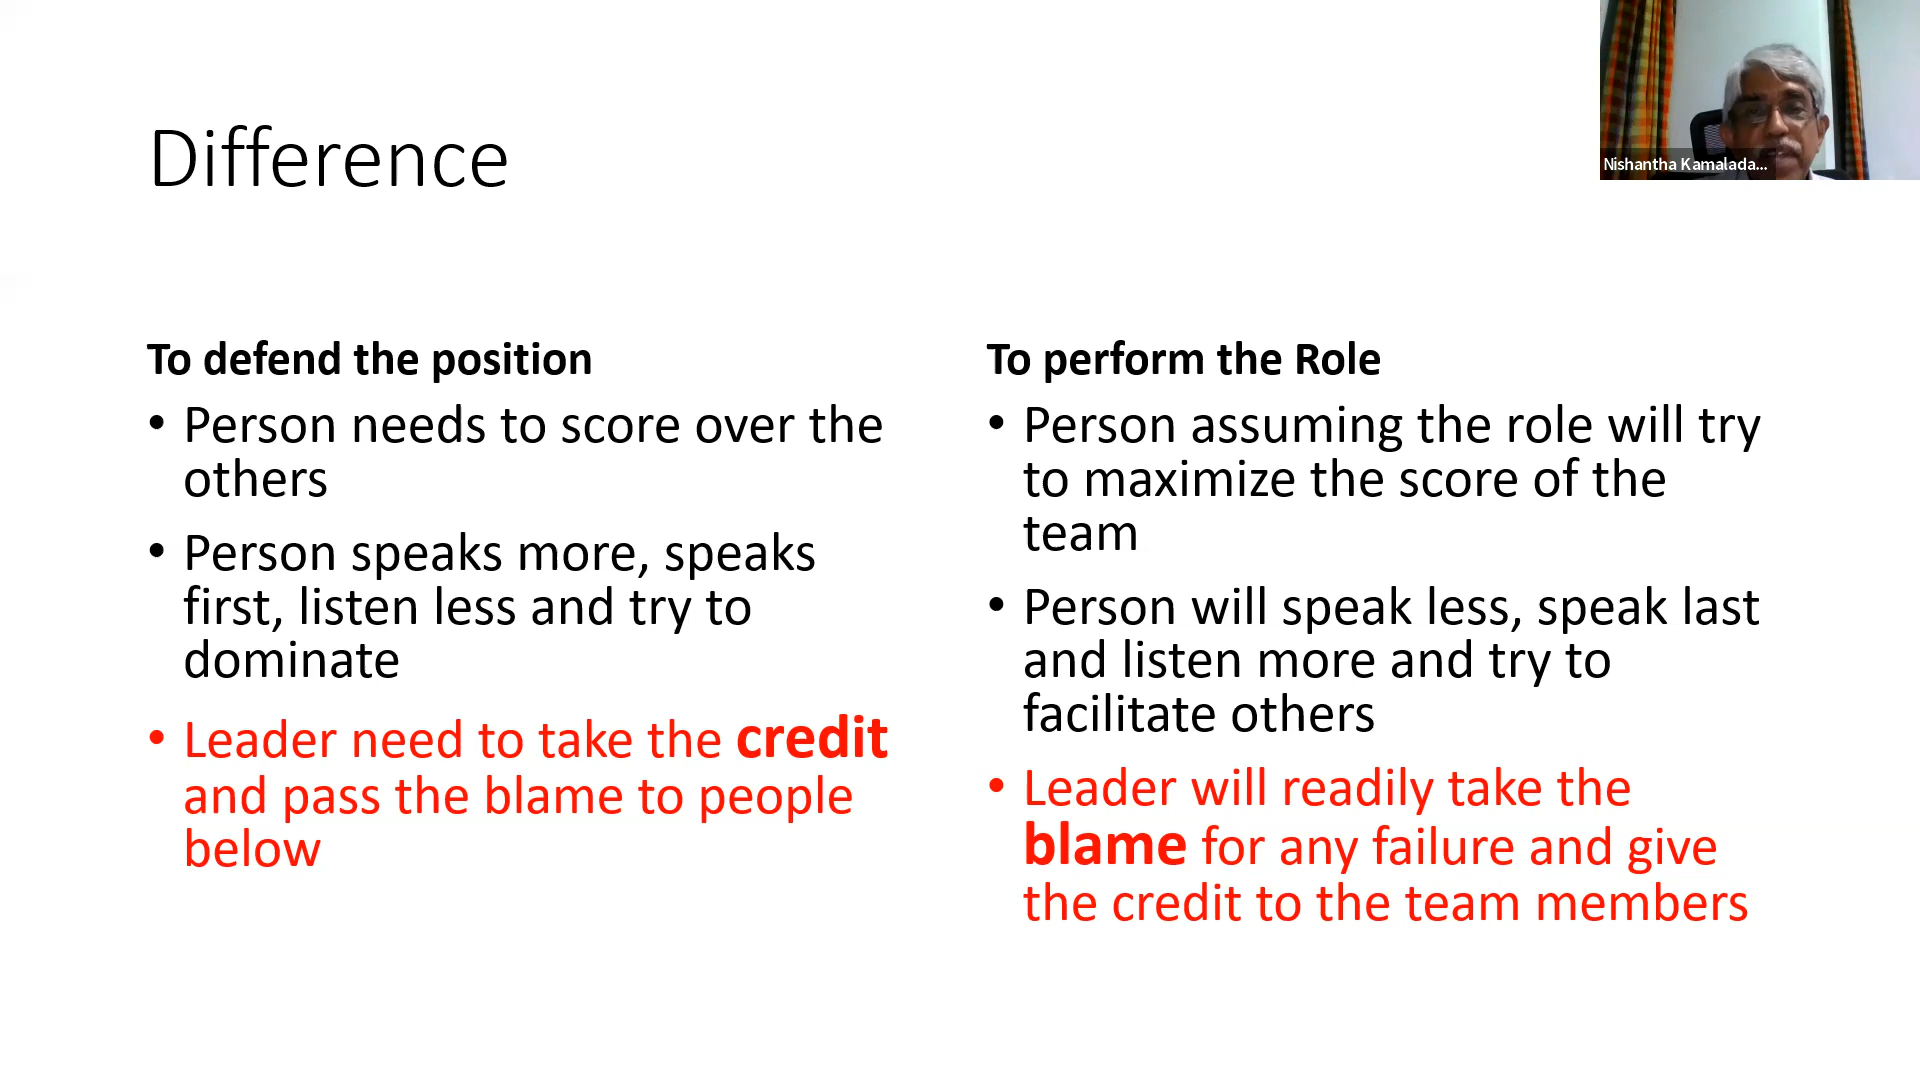 Difference
Nishantha Kamalada...
To defend the position
• Person needs to score over the
others
• Person speaks more, speaks
first, listen less and try to
dominate
• Leader need to take the credit
and pass the blame to people
below
To perform the Role
• Person assuming the role will try
to maximize the score of the
team
• Person will speak less, speak last
and listen more and try to
facilitate others
• Leader will readily take the
blame for any failure and give
the credit to the team members